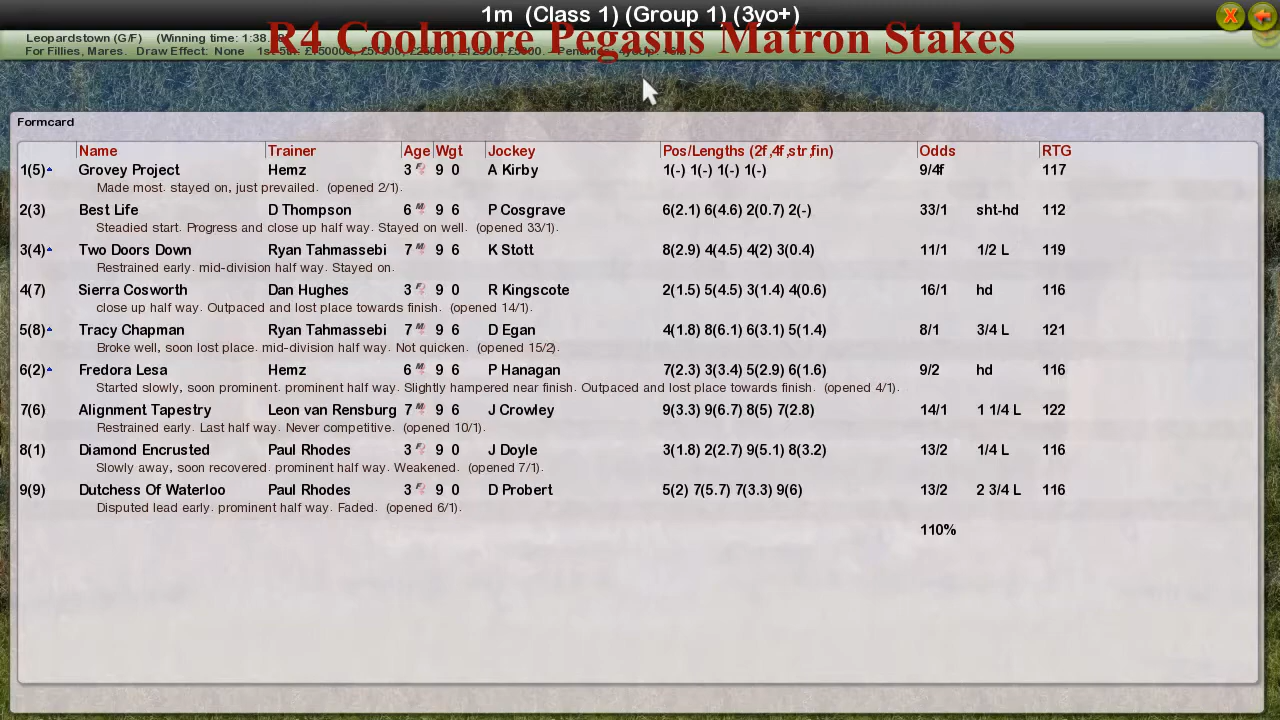 1m (Class 1) (Group 1) (3yo+)
R4 Coolmore Pegasus Matron Stakes
Leopardstown (G/F) (Winning time: 1:38.
For Fillies, Mares. Draw Effect: None
Formcard
Name Trainer Age Wgt Jockey Pos/Lengths (2f,4f,str,fin) Odds RTG
1(5) Grovey Project Hemz 3 F 9 0 A Kirby 1(-) 1(-) 1(-) 1(-) 9/4f 117
Made most. stayed on, just prevailed. (opened 2/1).
2(3) Best Life D Thompson 6 M 9 6 P Cosgrave 6(2.1) 6(4.6) 2(0.7) 2(-) 33/1 sht-hd 112
Steadied start. Progress and close up half way. Stayed on well. (opened 33/1).
3(4) Two Doors Down Ryan Tahmassebi 7 M 9 6 K Stott 8(2.9) 4(4.5) 4(2) 3(0.4) 11/1 1/2 L 119
Restrained early. mid-division half way. Stayed on.
4(7) Sierra Cosworth Dan Hughes 3 F 9 0 R Kingscote 2(1.5) 5(4.5) 3(1.4) 4(0.6) 16/1 hd 116
close up half way. Outpaced and lost place towards finish. (opened 14/1).
5(8) Tracy Chapman Ryan Tahmassebi 7 M 9 6 D Egan 4(1.8) 8(6.1) 6(3.1) 5(1.4) 8/1 3/4 L 121
Broke well, soon lost place. mid-division half way. Not quicken. (opened 15/2).
6(2) Fredora Lesa Hemz 6 M 9 6 P Hanagan 7(2.3) 3(3.4) 5(2.9) 6(1.6) 9/2 hd 116
Started slowly, soon prominent. prominent half way. Slightly hampered near finish. Outpaced and lost place towards finish. (opened 4/1).
7(6) Alignment Tapestry Leon van Rensburg 7 M 9 6 J Crowley 9(3.3) 9(6.7) 8(5) 7(2.8) 14/1 1 1/4 L 122
Restrained early. Last half way. Never competitive. (opened 10/1).
8(1) Diamond Encrusted Paul Rhodes 3 F 9 0 J Doyle 3(1.8) 2(2.7) 9(5.1) 8(3.2) 13/2 1/4 L 116
Slowly away, soon recovered. prominent half way. Weakened. (opened 7/1).
9(9) Dutchess Of Waterloo Paul Rhodes 3 F 9 0 D Probert 5(2) 7(5.7) 7(3.3) 9(6) 13/2 2 3/4 L 116
Disputed lead early. prominent half way. Faded. (opened 6/1).
110%